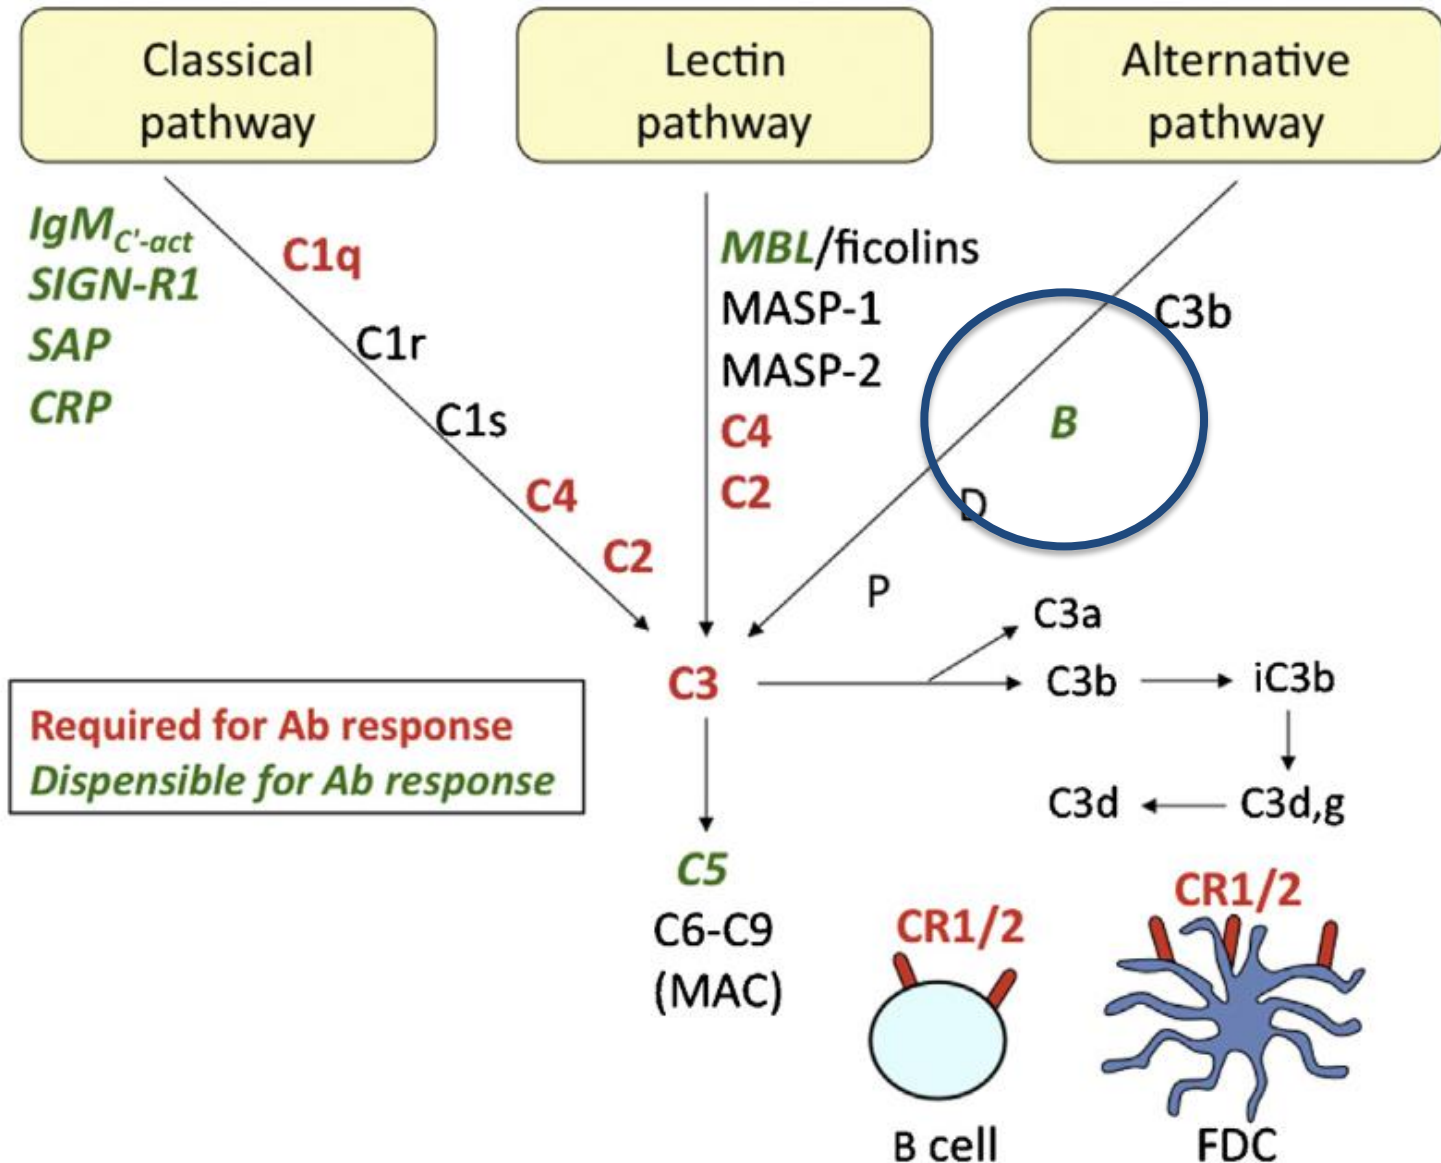 Classical
pathway
Lectin
pathway
Alternative
pathway
IgMC'-act
SIGN-R1
SAP
CRP
C1q
C1r
C1s
C4
C2
MBL/ficolins
MASP-1
MASP-2
C4
C2
C3b
B
D
P
C3
C3a
C3b
iC3b
C3d
C3d,g
Required for Ab response
Dispensible for Ab response
C5
C6-C9
(MAC)
CR1/2
B cell
CR1/2
FDC